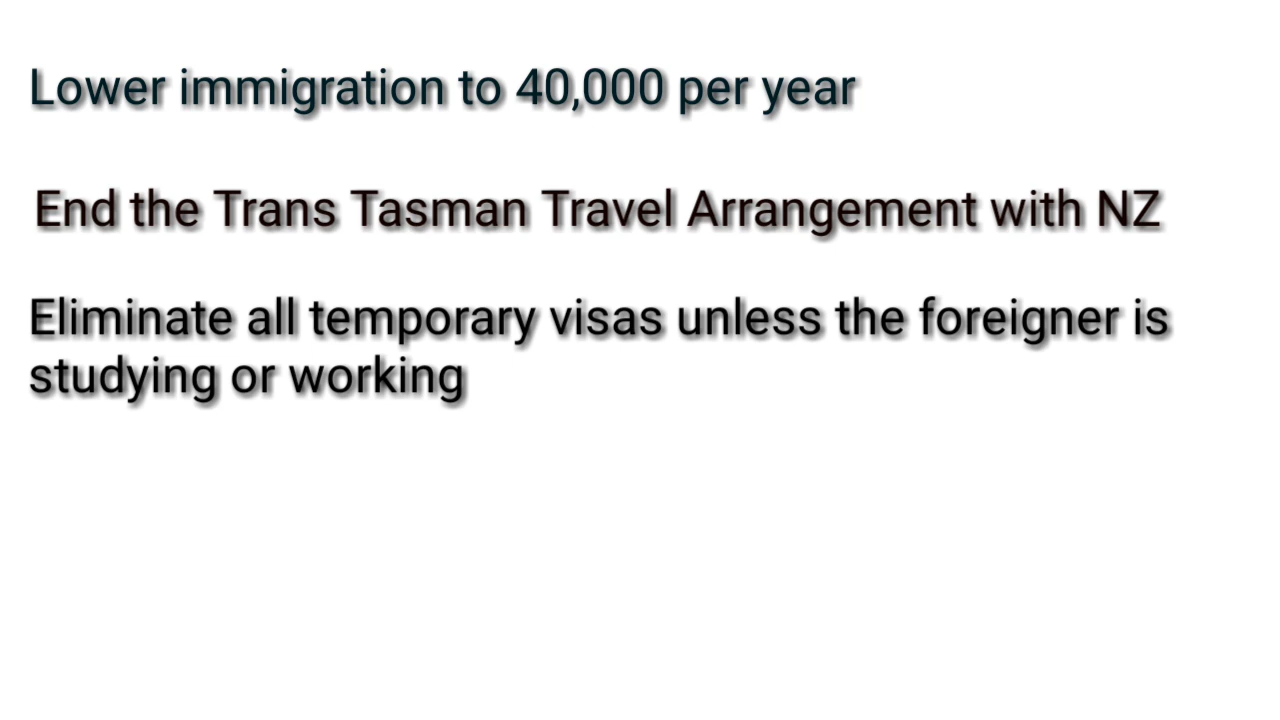 Lower immigration to 40,000 per year
End the Trans Tasman Travel Arrangement with NZ
Eliminate all temporary visas unless the foreigner is
studying or working